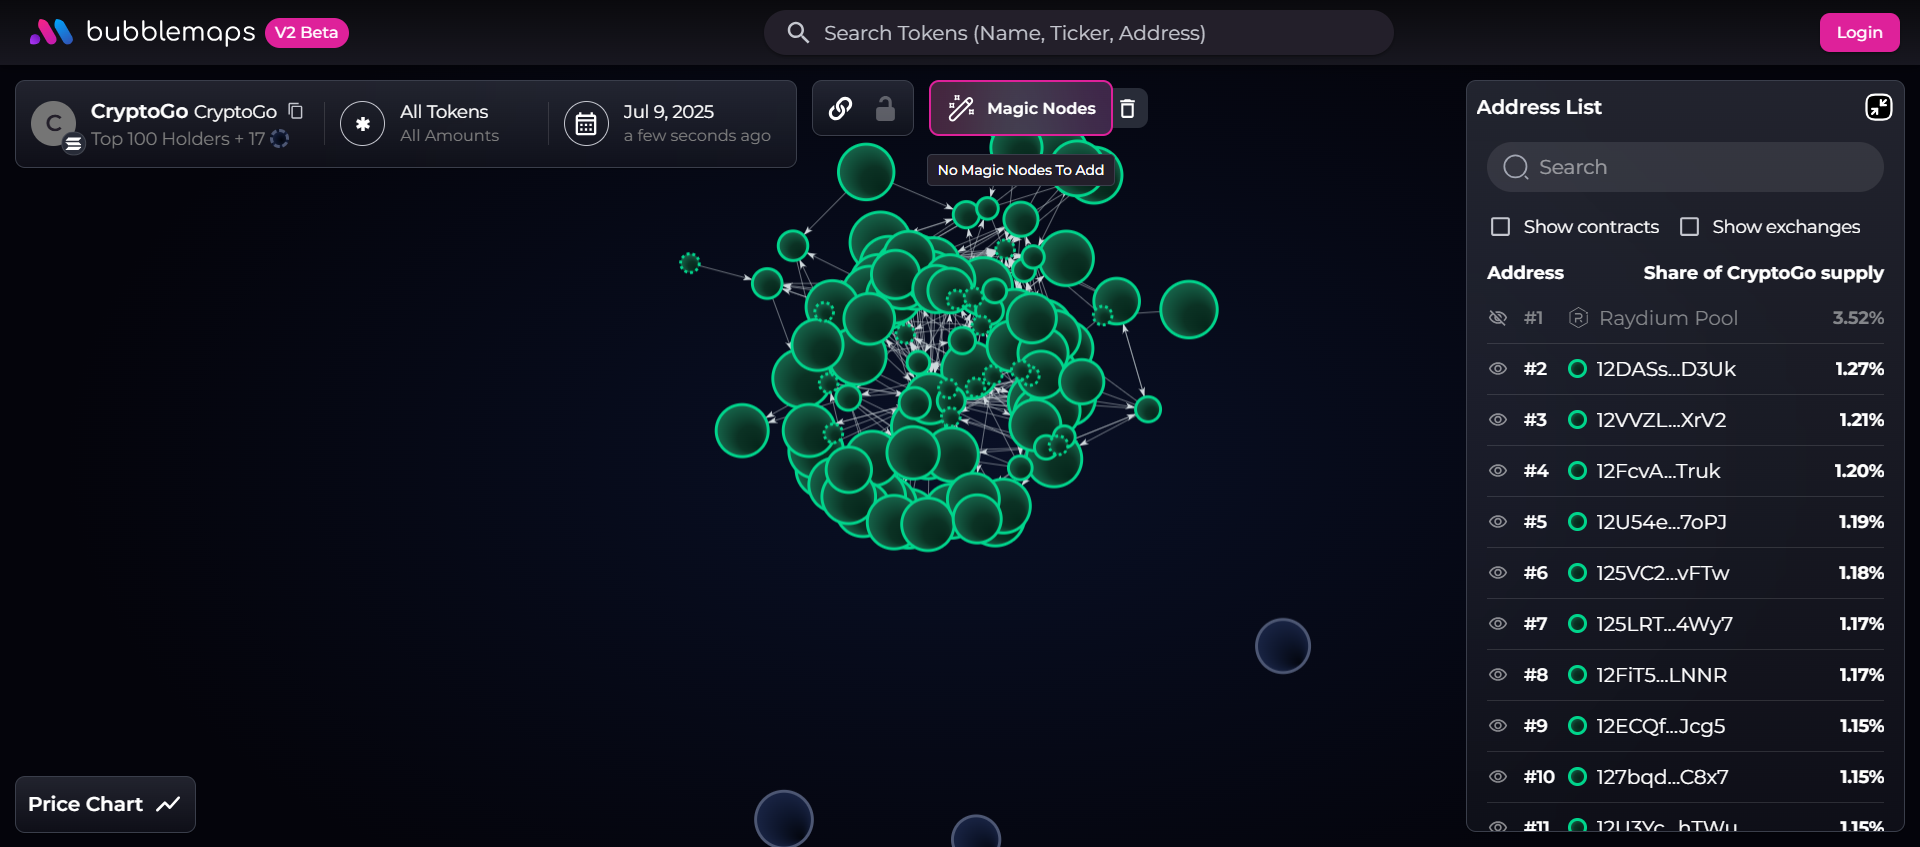 bubblemaps V2 Beta
Search Tokens (Name, Ticker, Address)
Login
C
CryptoGo CryptoGo
Top 100 Holders + 17
All Tokens
All Amounts
Jul 9, 2025
a few seconds ago
Magic Nodes
No Magic Nodes To Add
Address List
Search
Show contracts Show exchanges
Address Share of CryptoGo supply
#1 Raydium Pool 3.52%
#2 12DASs...D3Uk 1.27%
#3 12VVZL...XrV2 1.21%
#4 12FcvA...Truk 1.20%
#5 12U54e...7oPJ 1.19%
#6 125VC2...vFTw 1.18%
#7 125LRT...4Wy7 1.17%
#8 12FiT5...LNNR 1.17%
#9 12ECQf...Jcg5 1.15%
#10 127bqd...C8x7 1.15%
#11 12U3Yc...hTWu 1.15%
Price Chart